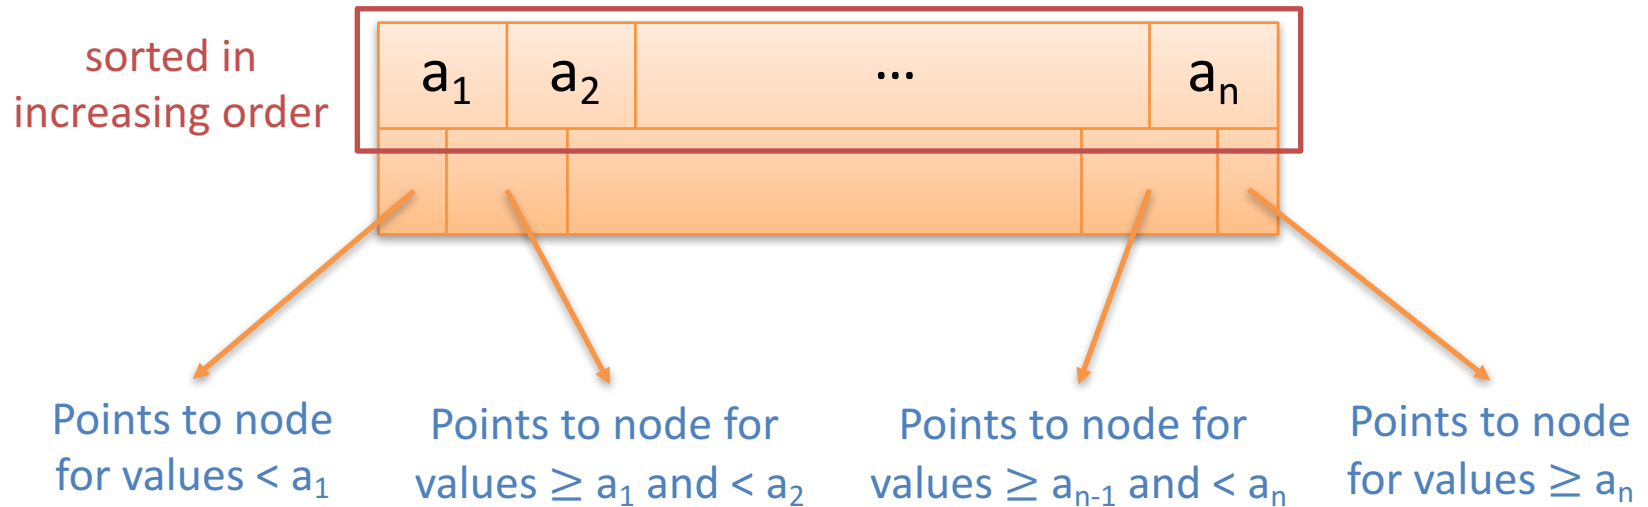 sorted in
increasing order
a₁ a₂ ... aₙ
Points to node
for values < a₁
Points to node for
values ≥ a₁ and < a₂
Points to node for
values ≥ aₙ₋₁ and < aₙ
Points to node
for values ≥ aₙ